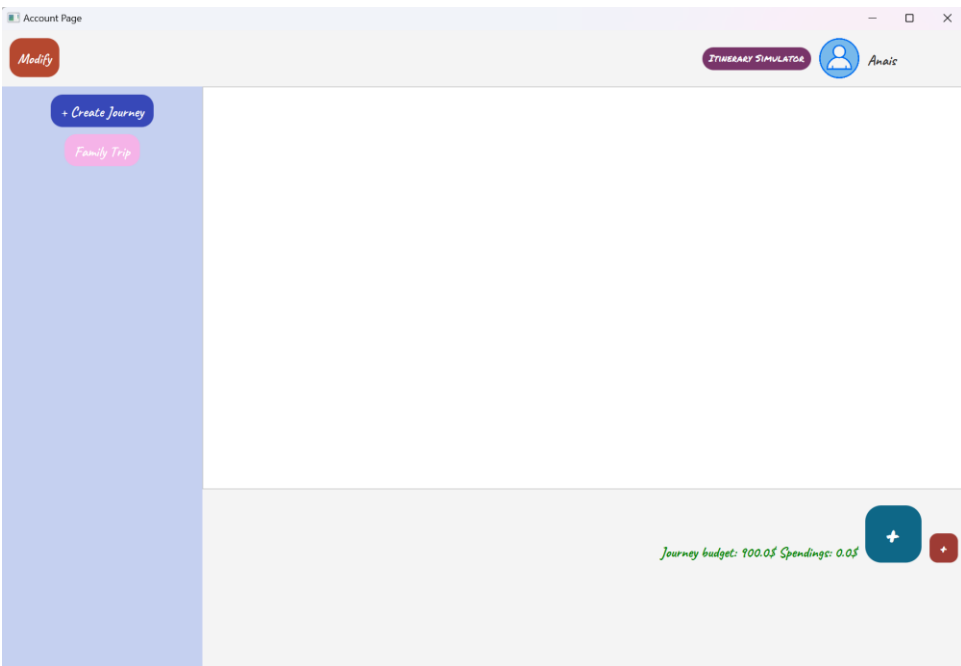 Account Page
Modify
Itinerary Simulator
Anais
+ Create Journey
Family Trip
Journey budget: 900.0$ Spendings: 0.0$
+
+